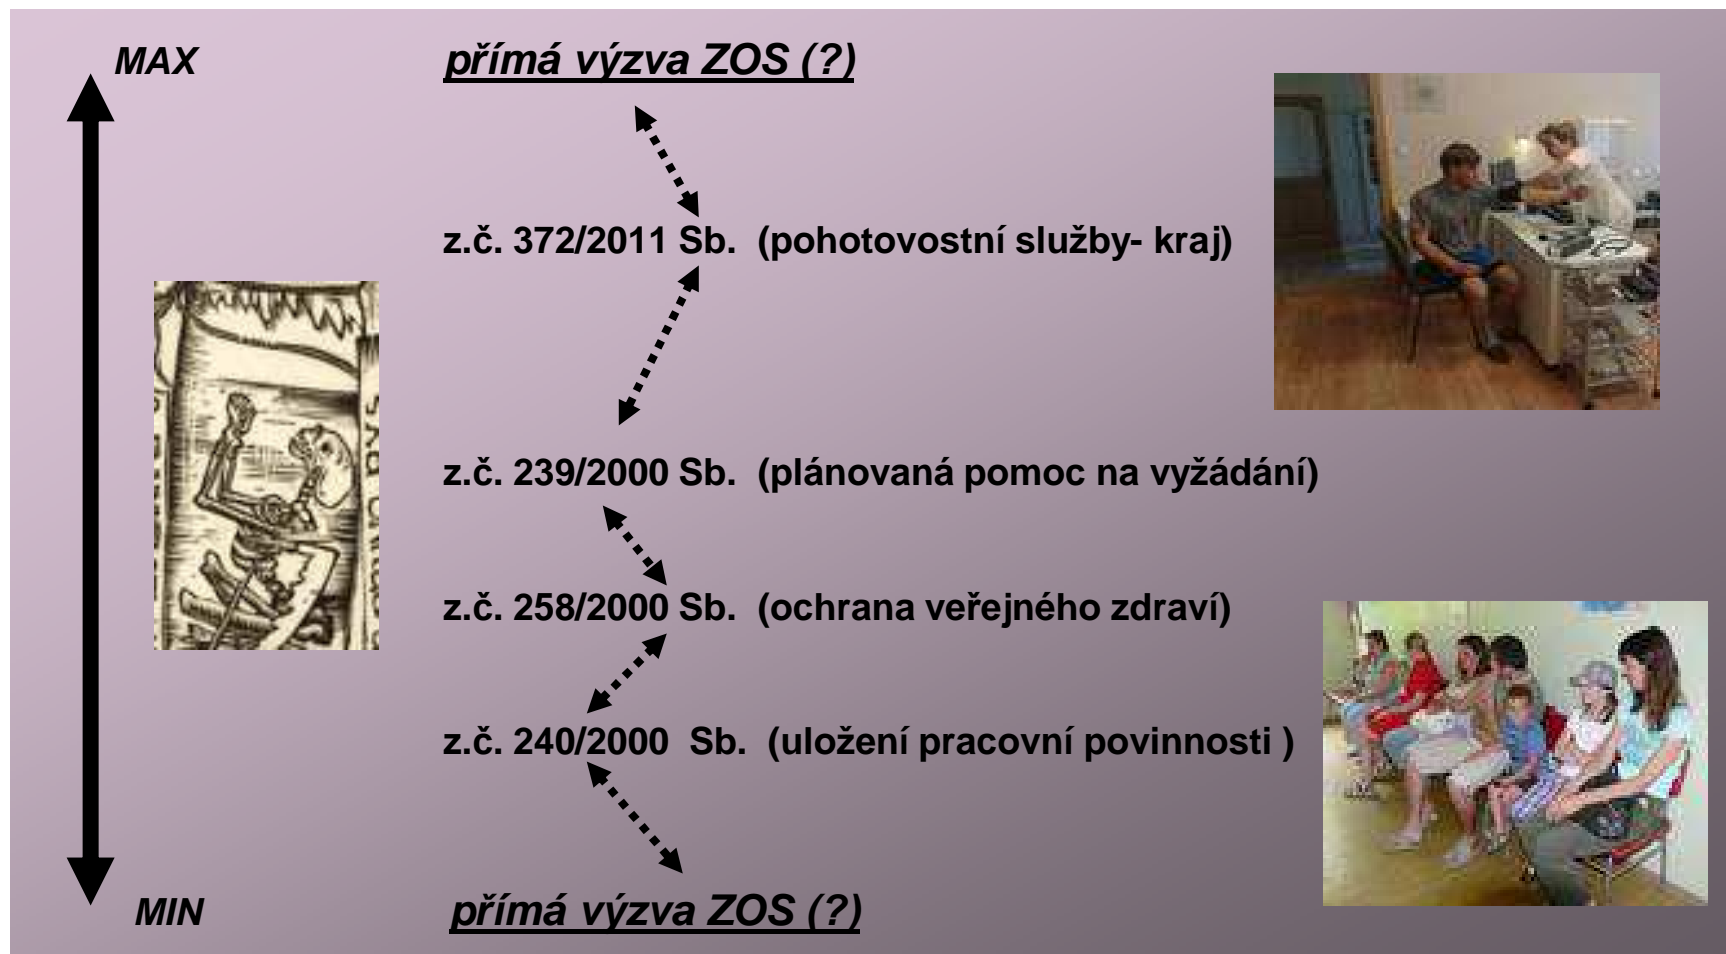 MAX
přímá výzva ZOS (?)
z.č. 372/2011 Sb. (pohotovostní služby- kraj)
z.č. 239/2000 Sb. (plánovaná pomoc na vyžádání)
z.č. 258/2000 Sb. (ochrana veřejného zdraví)
z.č. 240/2000 Sb. (uložení pracovní povinnosti )
MIN
přímá výzva ZOS (?)